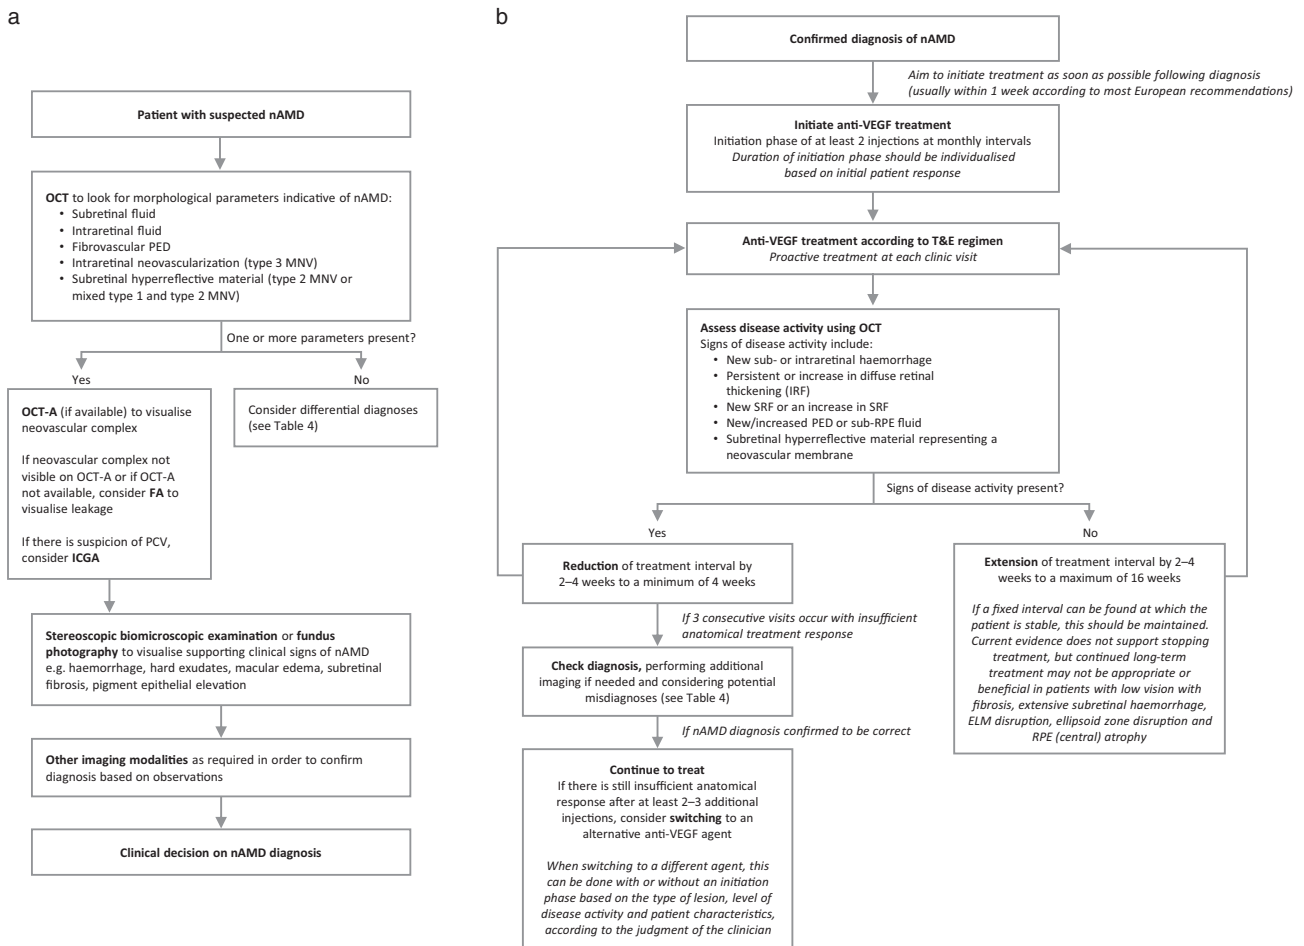 a
Patient with suspected nAMD
OCT to look for morphological parameters indicative of nAMD:
• Subretinal fluid
• Intraretinal fluid
• Fibrovascular PED
• Intraretinal neovascularization (type 3 MNV)
• Subretinal hyperreflective material (type 2 MNV or
mixed type 1 and type 2 MNV)
One or more parameters present?
Yes
No
OCT-A (if available) to visualise
neovascular complex
If neovascular complex not
visible on OCT-A or if OCT-A
not available, consider FA to
visualise leakage
If there is suspicion of PCV,
consider ICGA
Consider differential diagnoses
(see Table 4)
Stereoscopic biomicroscopic examination or fundus
photography to visualise supporting clinical signs of nAMD
e.g. haemorrhage, hard exudates, macular edema, subretinal
fibrosis, pigment epithelial elevation
Other imaging modalities as required in order to confirm
diagnosis based on observations
Clinical decision on nAMD diagnosis
b
Confirmed diagnosis of nAMD
Aim to initiate treatment as soon as possible following diagnosis
(usually within 1 week according to most European recommendations)
Initiate anti-VEGF treatment
Initiation phase of at least 2 injections at monthly intervals
Duration of initiation phase should be individualised
based on initial patient response
Anti-VEGF treatment according to T&E regimen
Proactive treatment at each clinic visit
Assess disease activity using OCT
Signs of disease activity include:
• New sub- or intraretinal haemorrhage
• Persistent or increase in diffuse retinal
thickening (IRF)
• New SRF or an increase in SRF
• New/increased PED or sub-RPE fluid
• Subretinal hyperreflective material representing a
neovascular membrane
Signs of disease activity present?
Yes
No
Reduction of treatment interval by
2–4 weeks to a minimum of 4 weeks
If 3 consecutive visits occur with insufficient
anatomical treatment response
Check diagnosis, performing additional
imaging if needed and considering potential
misdiagnoses (see Table 4)
If nAMD diagnosis confirmed to be correct
Continue to treat
If there is still insufficient anatomical
response after at least 2–3 additional
injections, consider switching to an
alternative anti-VEGF agent
When switching to a different agent, this
can be done with or without an initiation
phase based on the type of lesion, level of
disease activity and patient characteristics,
according to the judgment of the clinician
Extension of treatment interval by 2–4
weeks to a maximum of 16 weeks
If a fixed interval can be found at which the
patient is stable, this should be maintained.
Current evidence does not support stopping
treatment, but continued long-term
treatment may not be appropriate or
beneficial in patients with low vision with
fibrosis, extensive subretinal haemorrhage,
ELM disruption, ellipsoid zone disruption and
RPE (central) atrophy